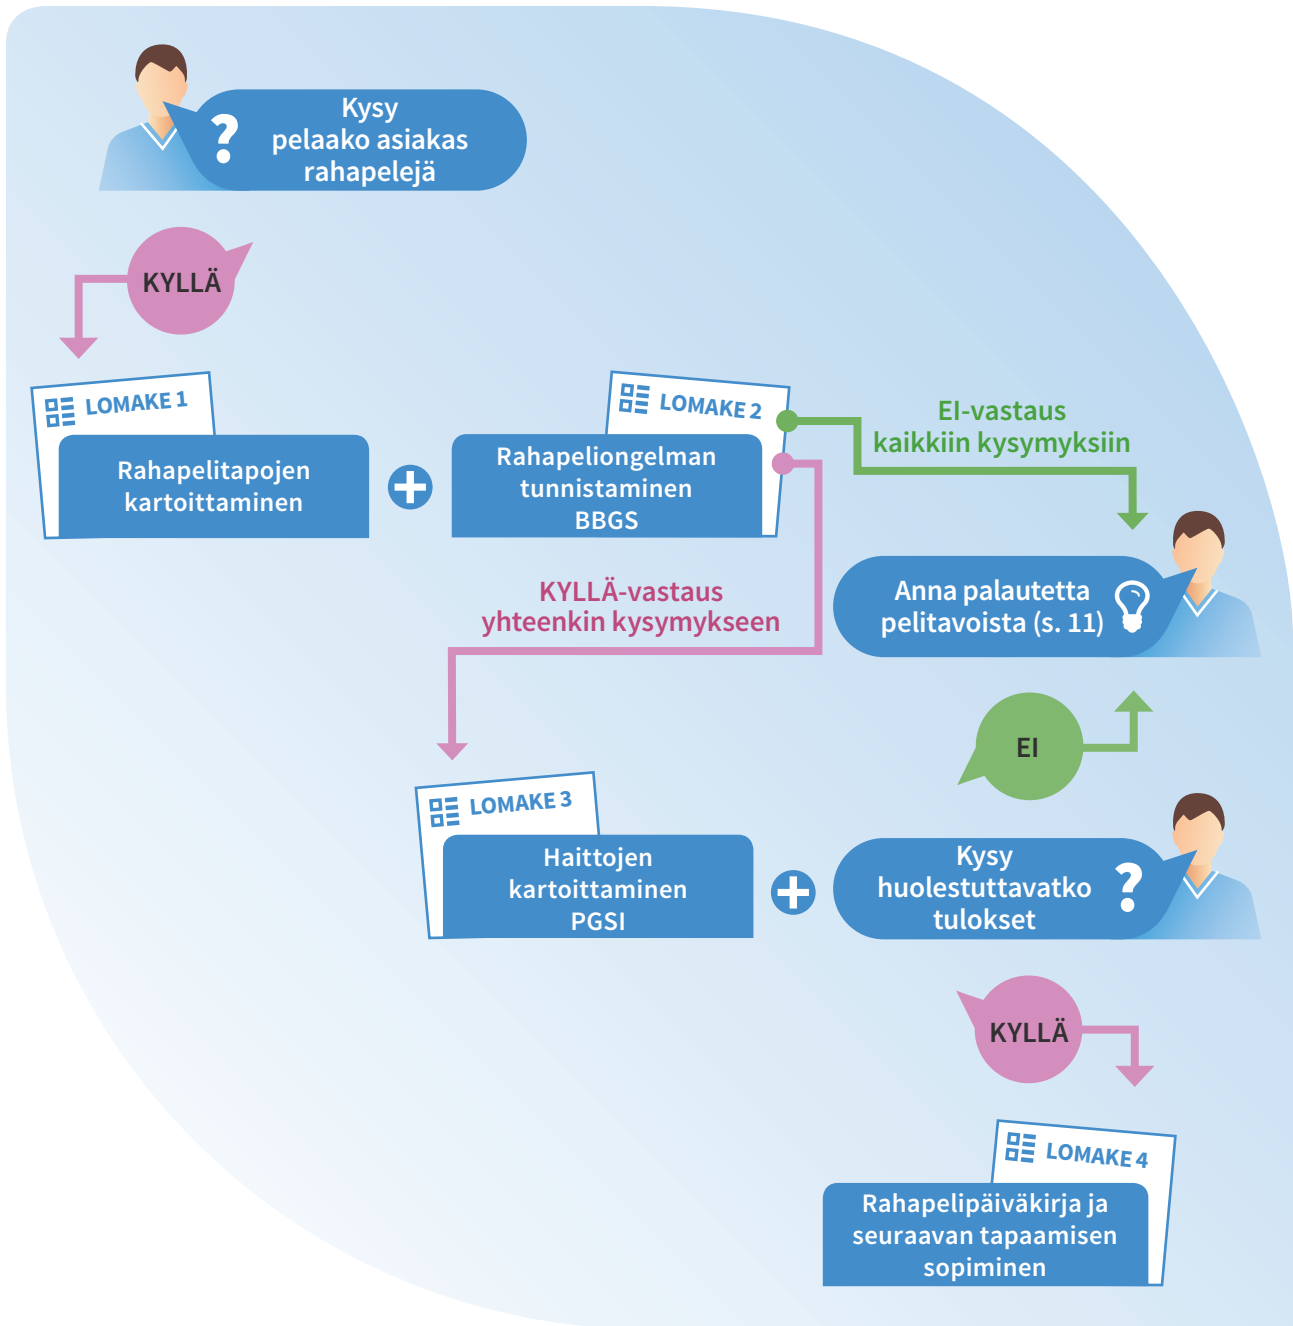 Kysy
pelaako asiakas
rahapelejä
?
KYLLÄ
LOMAKE 1
Rahapelitapojen
kartoittaminen
+
LOMAKE 2
Rahapeliongelman
tunnistaminen
BBGS
EI-vastaus
kaikkiin kysymyksiin
KYLLÄ-vastaus
yhteenkin kysymykseen
Anna palautetta
pelitavoista (s. 11)
EI
LOMAKE 3
Haittojen
kartoittaminen
PGSI
+
Kysy
huolestuttavatko
tulokset
?
KYLLÄ
LOMAKE 4
Rahapelipäiväkirja ja
seuraavan tapaamisen
sopiminen